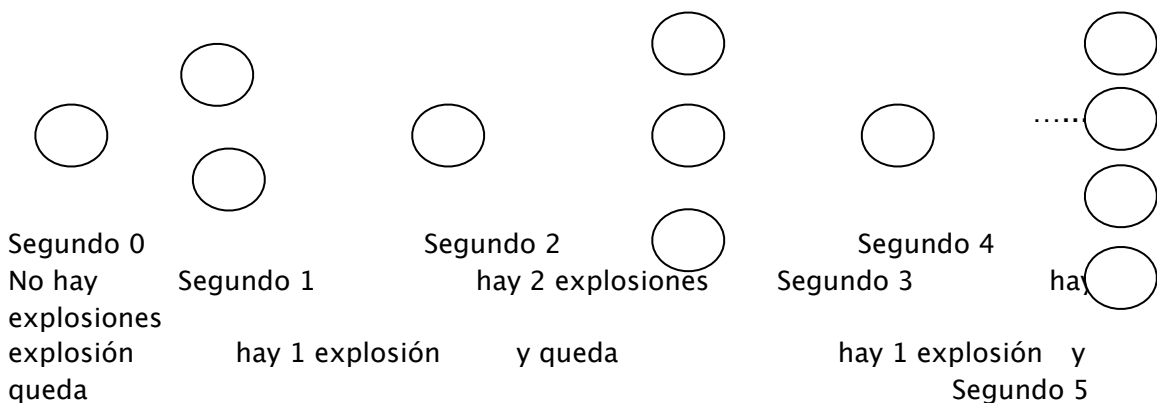 ......
Segundo 0 Segundo 2 Segundo 4
No hay Segundo 1 hay 2 explosiones Segundo 3 hay
explosiones
explosión hay 1 explosión y queda hay 1 explosión y
queda Segundo 5